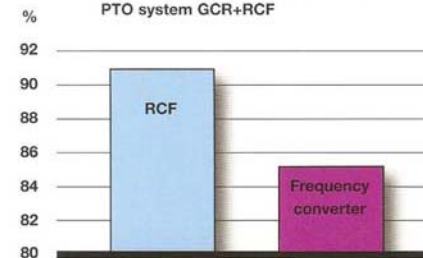 PTO system GCR+RCF
%
92
90
88
86
84
82
80
RCF
Frequency
converter